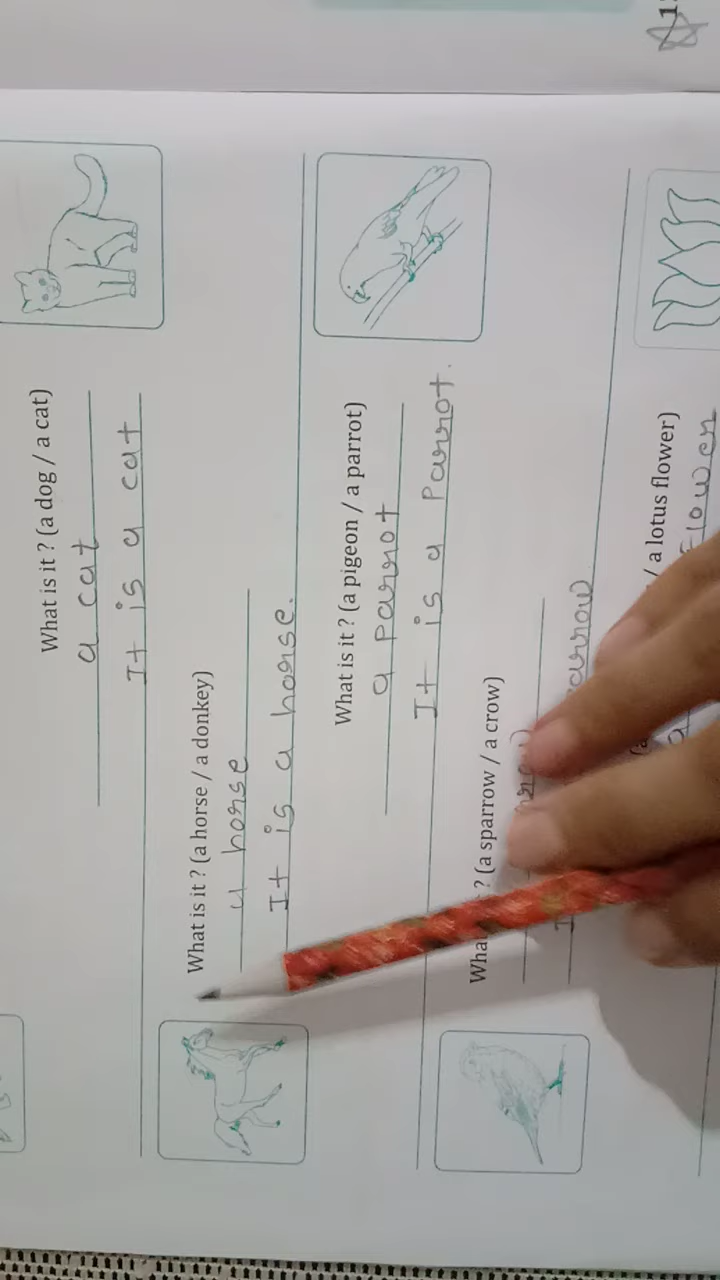 What is it ? (a dog / a cat)
a cat
It is a cat
What is it ? (a horse / a donkey)
a horse
It is a horse.
What is it ? (a pigeon / a parrot)
a parrot
It is a Parrot.
? (a sparrow / a crow)
/ a lotus flower)
a